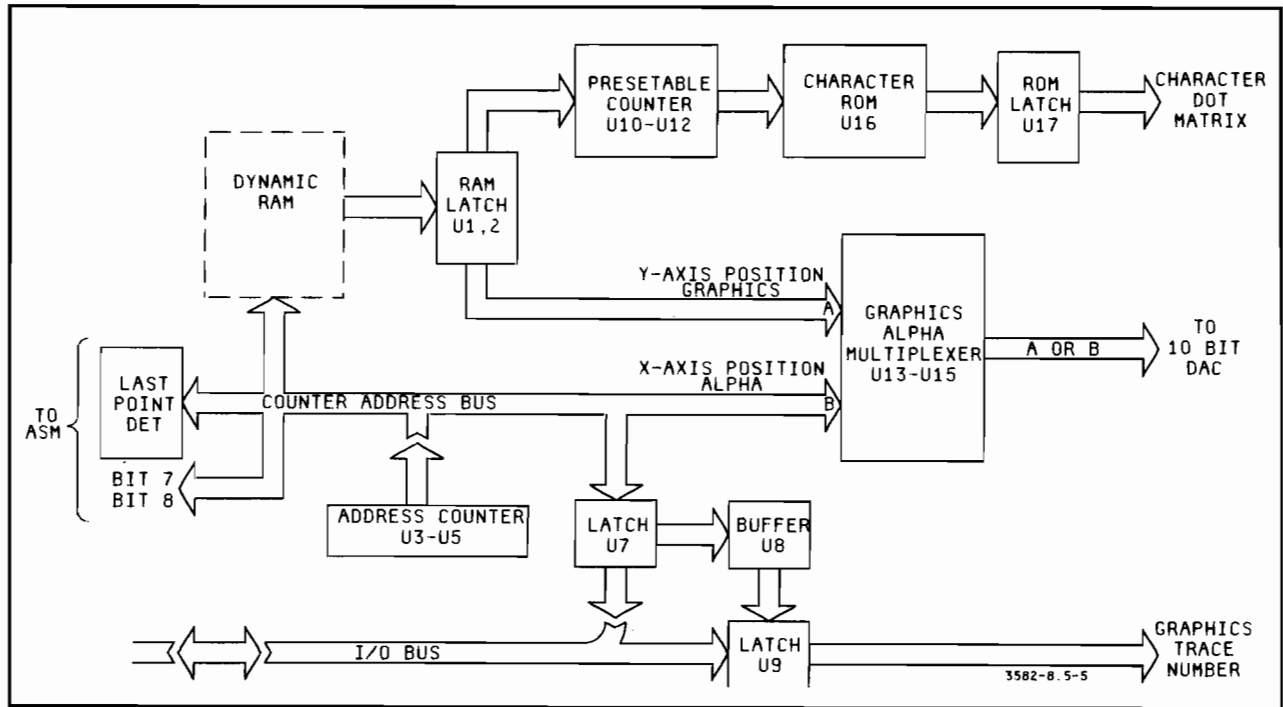 PRESETABLE
COUNTER
U10-U12
CHARACTER
ROM
U16
ROM
LATCH
U17
CHARACTER
DOT
MATRIX
DYNAMIC
RAM
RAM
LATCH
U1,2
Y-AXIS POSITION
GRAPHICS
A
GRAPHICS
ALPHA
MULTIPLEXER
U13-U15
A OR B
TO
10 BIT
DAC
X-AXIS POSITION
ALPHA
B
TO
ASM
LAST
POINT
DET
COUNTER ADDRESS BUS
BIT 7
BIT 8
ADDRESS COUNTER
U3-U5
LATCH
U7
BUFFER
U8
I/O BUS
LATCH
U9
GRAPHICS
TRACE
NUMBER
3582-8.5-5